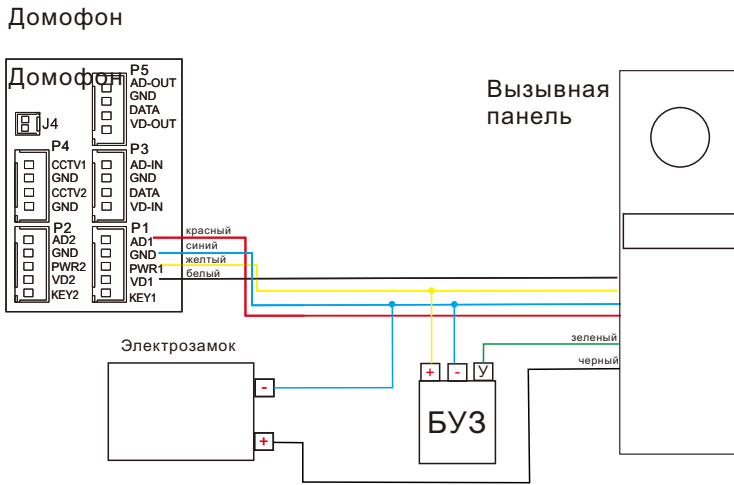 Домофон
Домофон
P5
AD-OUT
GND
DATA
VD-OUT
J4
P4
CCTV1
GND
CCTV2
GND
P3
AD-IN
GND
DATA
VD-IN
P2
AD2
GND
PWR2
VD2
KEY2
P1
AD1
GND
PWR1
VD1
KEY1
красный
синий
желтый
белый
Вызывная
панель
зеленый
черный
Электрозамок
-
+
+
-
У
БУЗ